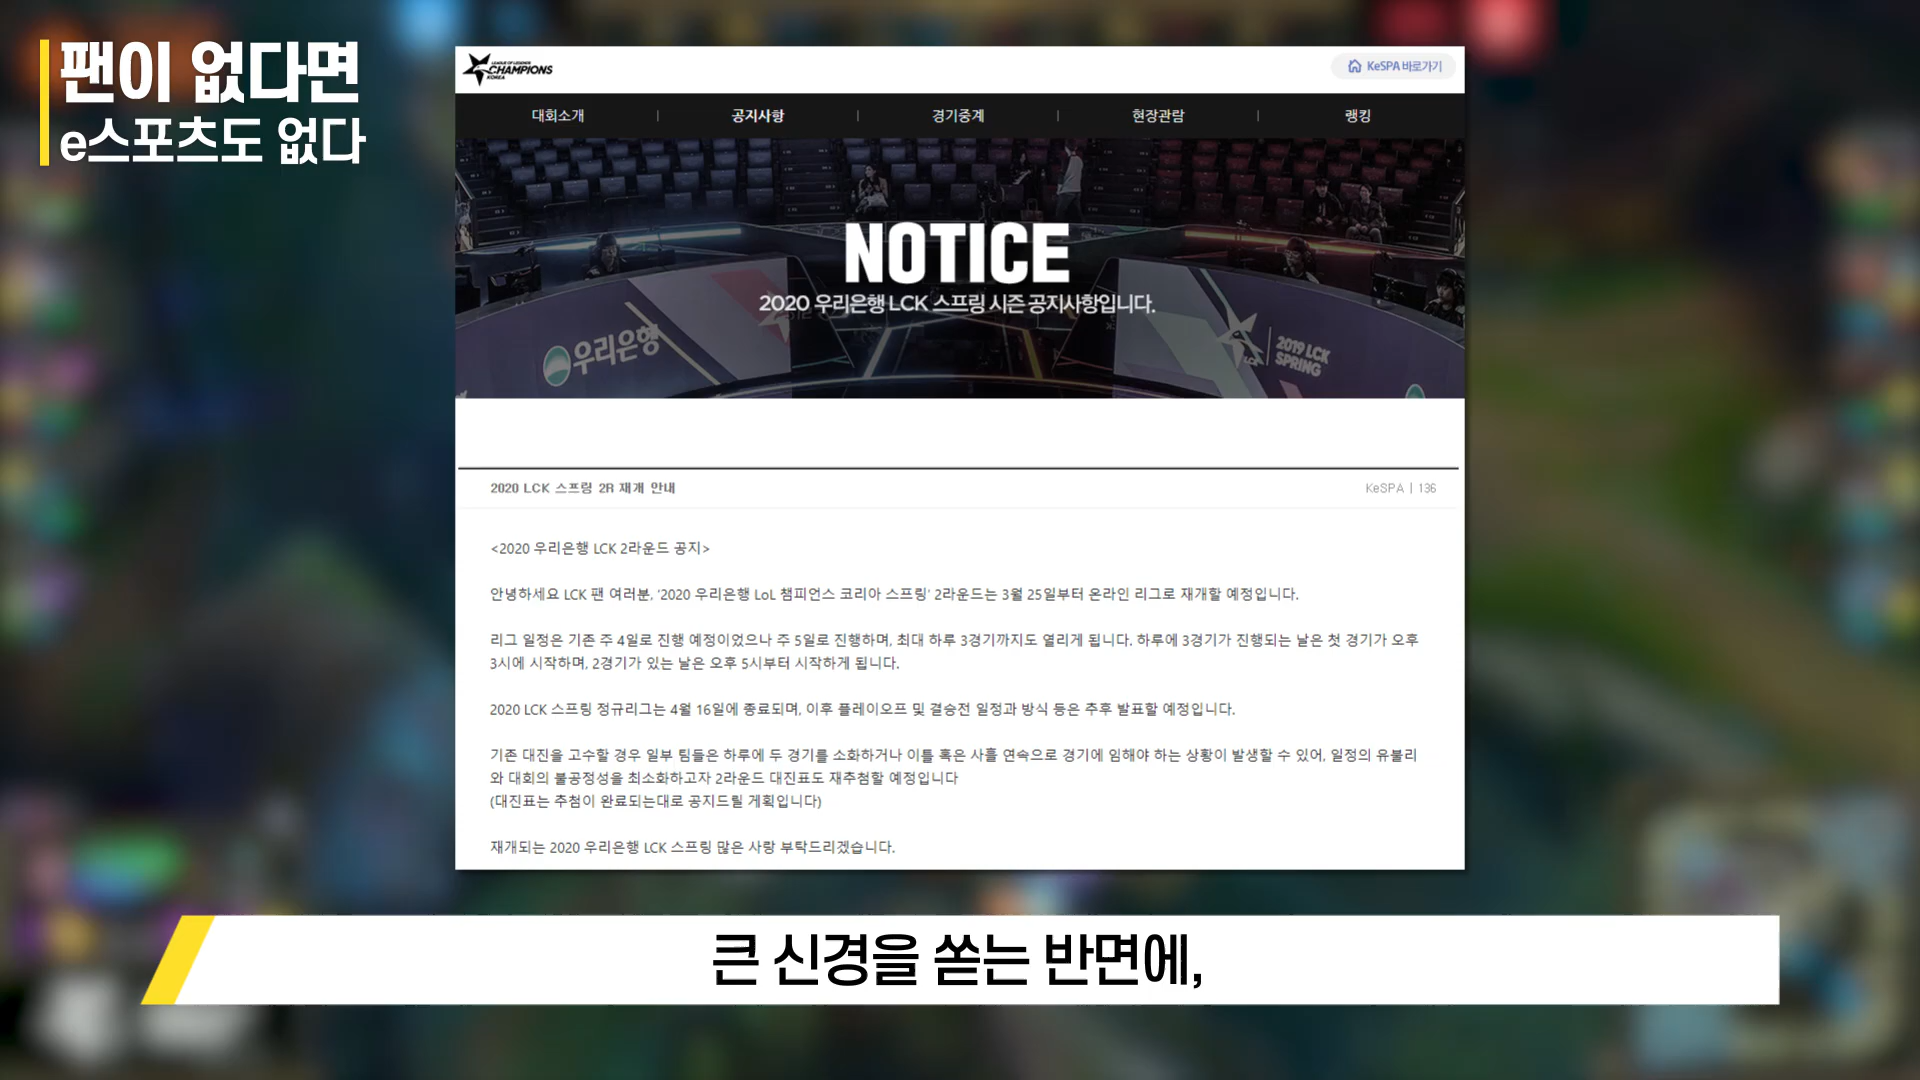 팬이 없다면
e스포츠도 없다
LEAGUE OF LEGENDS
CHAMPIONS
KOREA
KeSPA 바로가기
대회소개 | 공지사항 | 경기중계 | 현장관람 | 랭킹
NOTICE
2020 우리은행 LCK 스프링 시즌 공지사항입니다.
우리은행
2019 LCK
SPRING
2020 LCK 스프링 2R 재개 안내
KeSPA | 136
<2020 우리은행 LCK 2라운드 공지>
안녕하세요 LCK 팬 여러분, '2020 우리은행 LoL 챔피언스 코리아 스프링' 2라운드는 3월 25일부터 온라인 리그로 재개할 예정입니다.
리그 일정은 기존 주 4일로 진행 예정이었으나 주 5일로 진행하며, 최대 하루 3경기까지도 열리게 됩니다. 하루에 3경기가 진행되는 날은 첫 경기가 오후
3시에 시작하며, 2경기가 있는 날은 오후 5시부터 시작하게 됩니다.
2020 LCK 스프링 정규리그는 4월 16일에 종료되며, 이후 플레이오프 및 결승전 일정과 방식 등은 추후 발표할 예정입니다.
기존 대진을 고수할 경우 일부 팀들은 하루에 두 경기를 소화하거나 이틀 혹은 사흘 연속으로 경기에 임해야 하는 상황이 발생할 수 있어, 일정의 유불리
와 대회의 불공정성을 최소화하고자 2라운드 대진표도 재추첨할 예정입니다
(대진표는 추첨이 완료되는대로 공지드릴 계획입니다)
재개되는 2020 우리은행 LCK 스프링 많은 사랑 부탁드리겠습니다.
큰 신경을 쏟는 반면에,